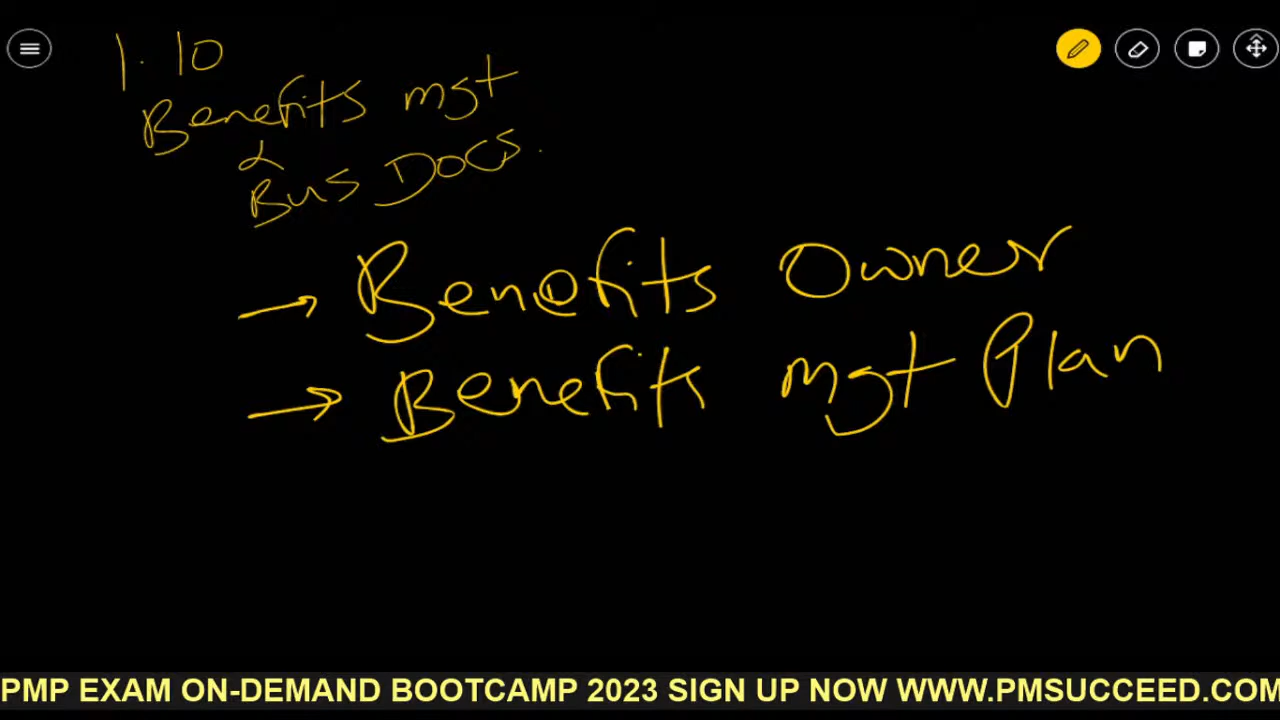 1.10
Benefits mgt
&
Bus Docs.
→ Benefits Owner
→ Benefits mgt Plan
PMP EXAM ON-DEMAND BOOTCAMP 2023 SIGN UP NOW WWW.PMSUCCEED.COM